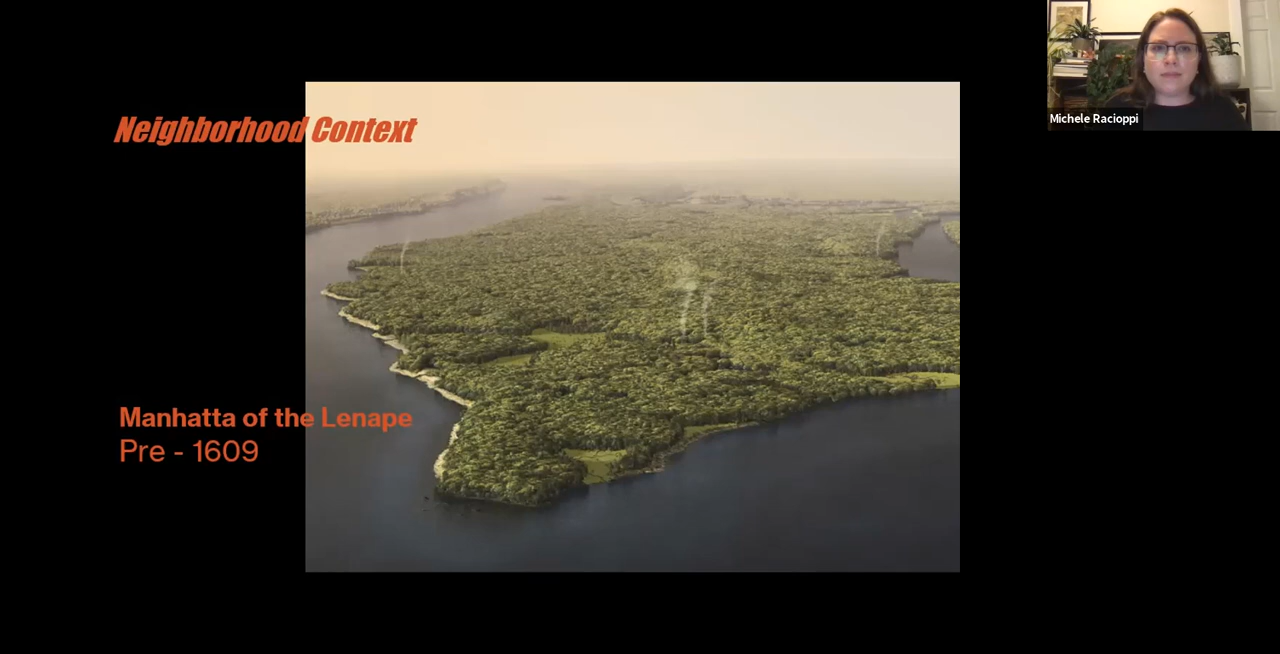 Neighborhood Context
Michele Racioppi
Manhatta of the Lenape
Pre - 1609